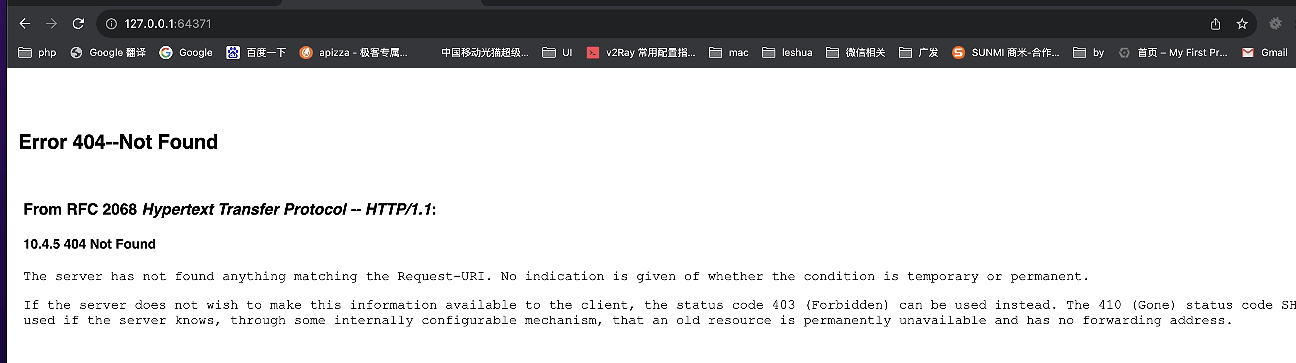 127.0.0.1:64371
php Google 翻译 Google 百度一下 apizza - 极客专属... 中国移动光猫超级... UI v2Ray 常用配置指... mac leshua 微信相关 广发 SUNMI 商米-合作... by 首页 – My First Pr... Gmail
Error 404--Not Found
From RFC 2068 Hypertext Transfer Protocol -- HTTP/1.1:
10.4.5 404 Not Found
The server has not found anything matching the Request-URI. No indication is given of whether the condition is temporary or permanent.
If the server does not wish to make this information available to the client, the status code 403 (Forbidden) can be used instead. The 410 (Gone) status code SH
used if the server knows, through some internally configurable mechanism, that an old resource is permanently unavailable and has no forwarding address.